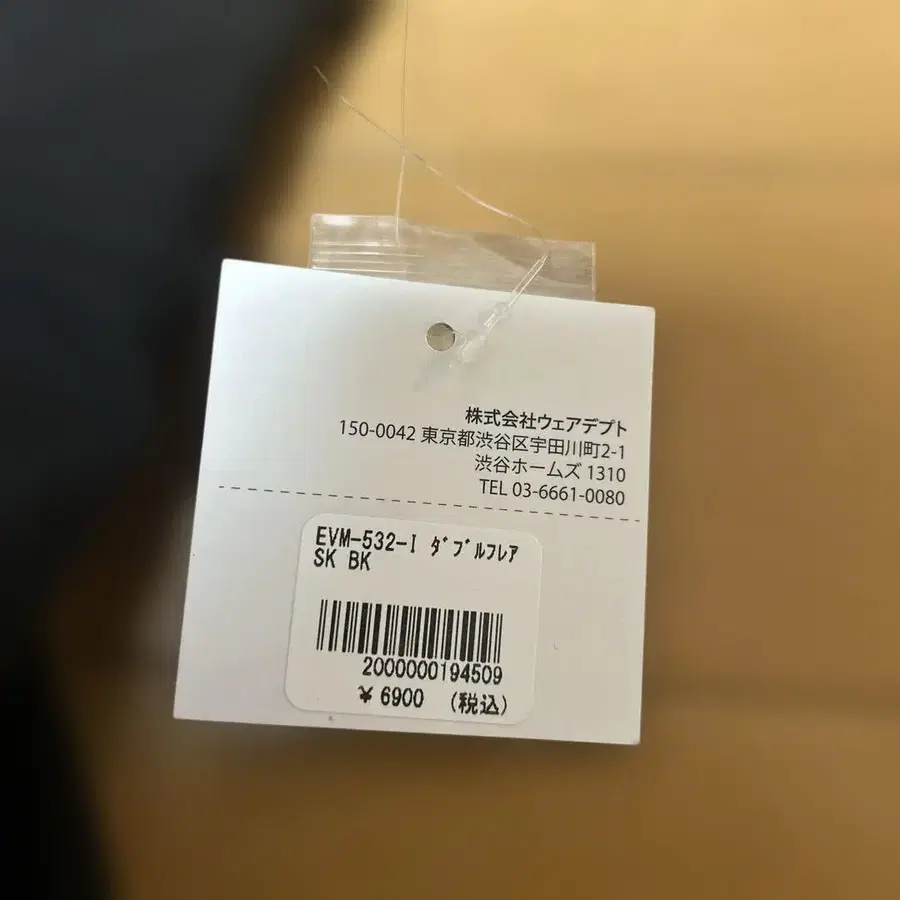 株式会社ウェアデプト
150-0042 東京都渋谷区宇田川町2-1
渋谷ホームズ 1310
TEL 03-6661-0080
EVM-532-I ﾀﾞﾌﾞﾙﾌﾚｱ
SK BK
2000000194509
¥ 6900 (税込)